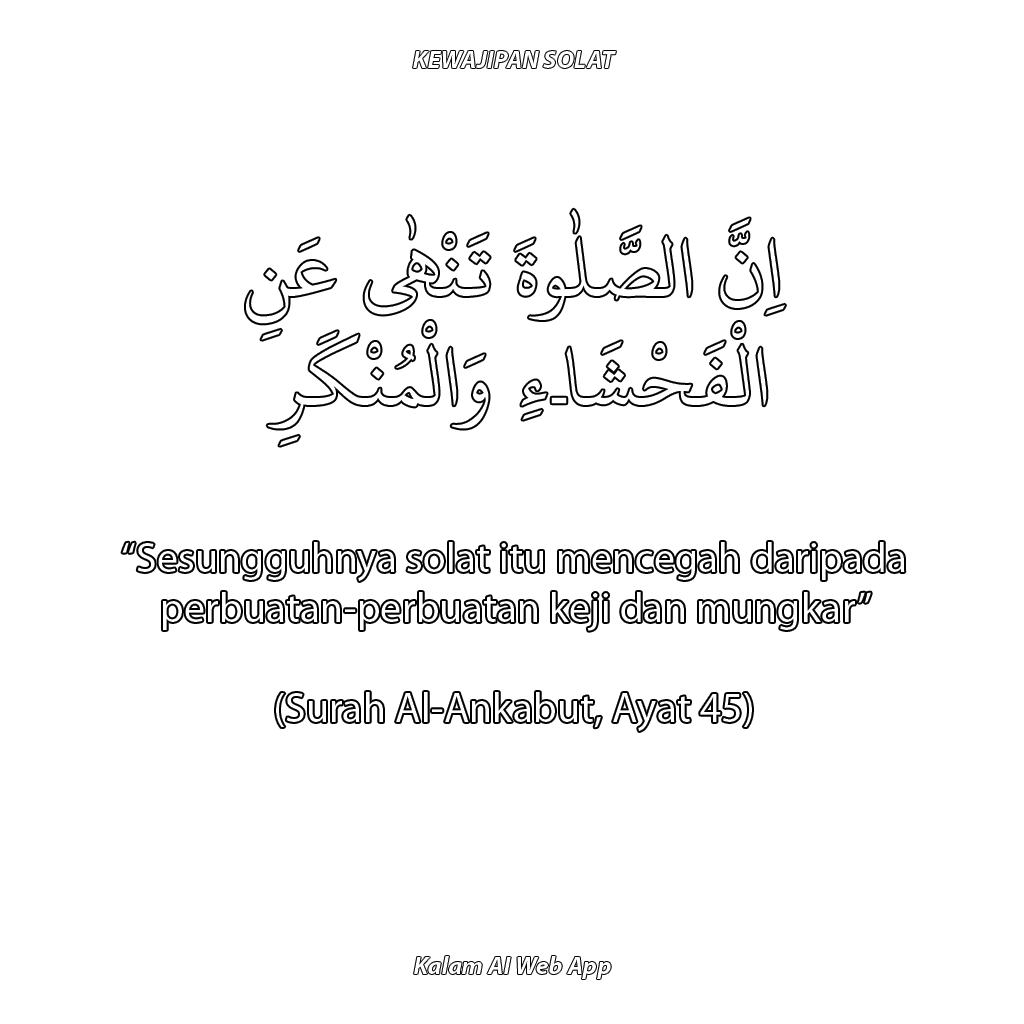 KEWAJIPAN SOLAT
اِنَّ الصَّلٰوةَ تَنْهٰى عَنِ
الْفَحْشَاۤءِ وَالْمُنْكَرِ
“Sesungguhnya solat itu mencegah daripada
perbuatan-perbuatan keji dan mungkar”
(Surah Al-Ankabut, Ayat 45)
Kalam AI Web App